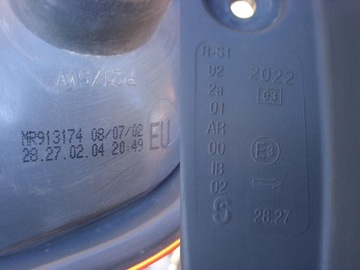 P21/5W
MR913174 08/07/02
28.27.02.04 20:49
EU
R-S1
02
2a
01
AR
00
IB
02
S
2022
93
E3
28.27